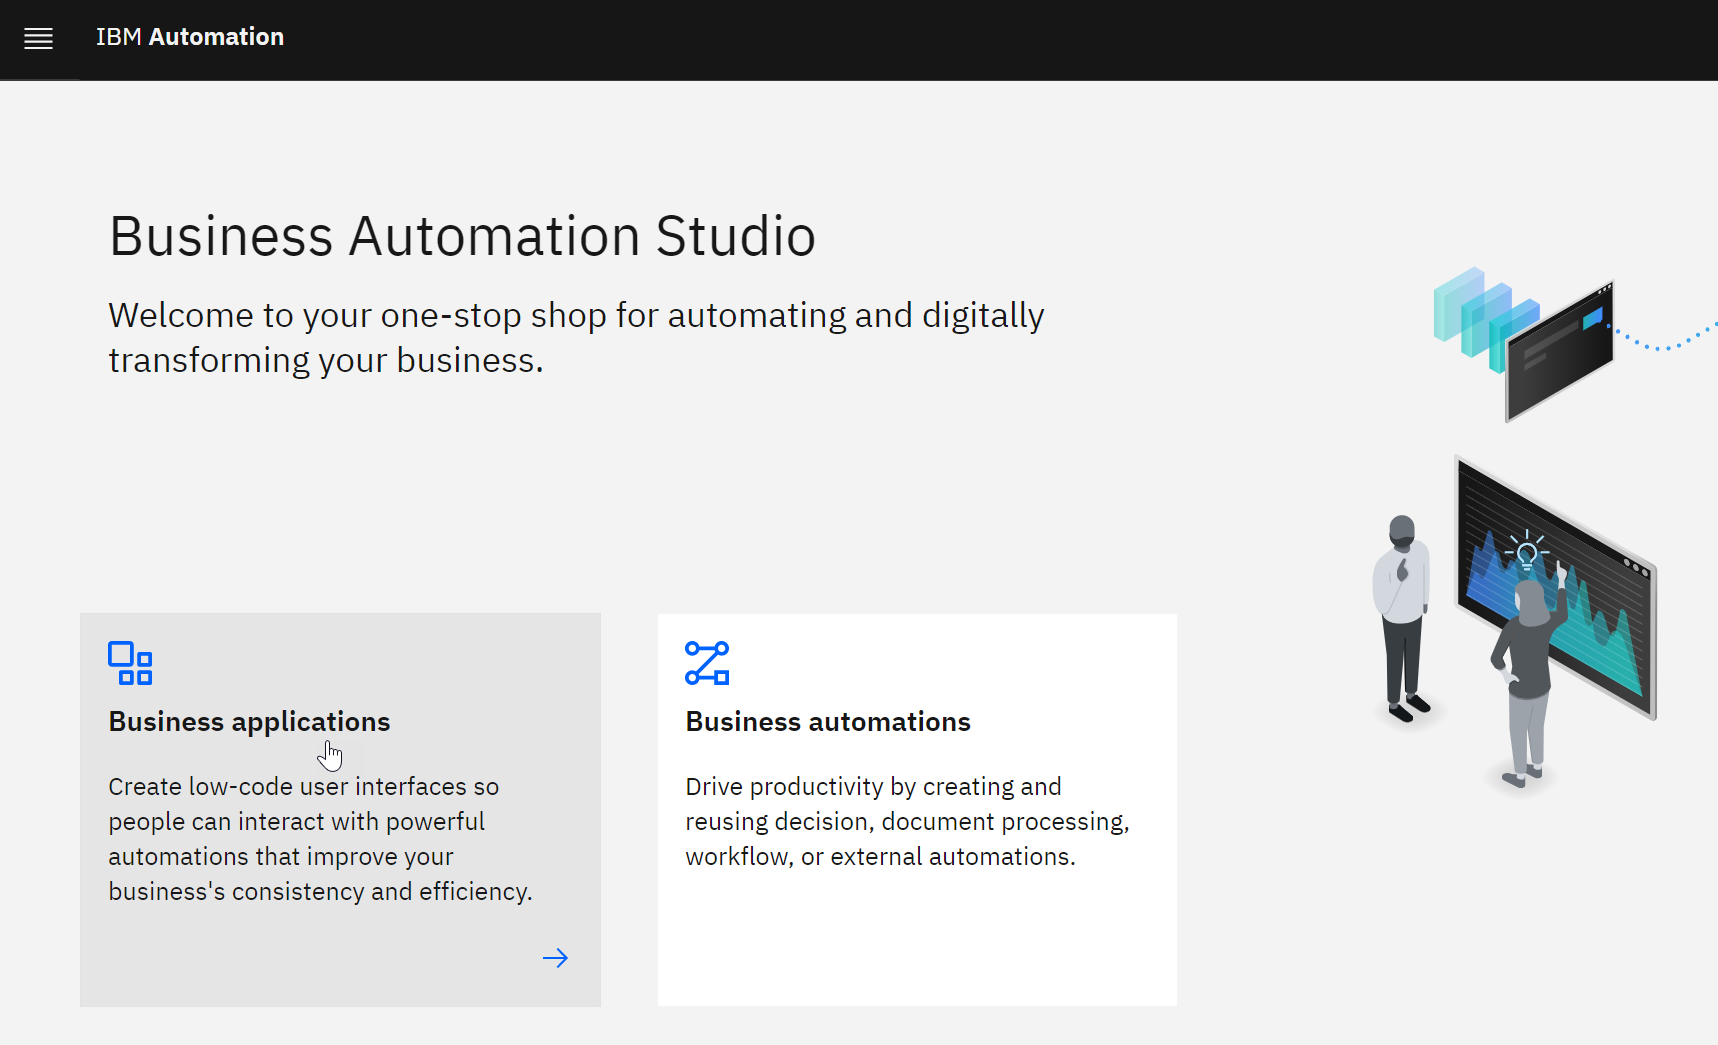 IBM Automation
Business Automation Studio
Welcome to your one-stop shop for automating and digitally
transforming your business.
Business applications
Create low-code user interfaces so
people can interact with powerful
automations that improve your
business's consistency and efficiency.
Business automations
Drive productivity by creating and
reusing decision, document processing,
workflow, or external automations.